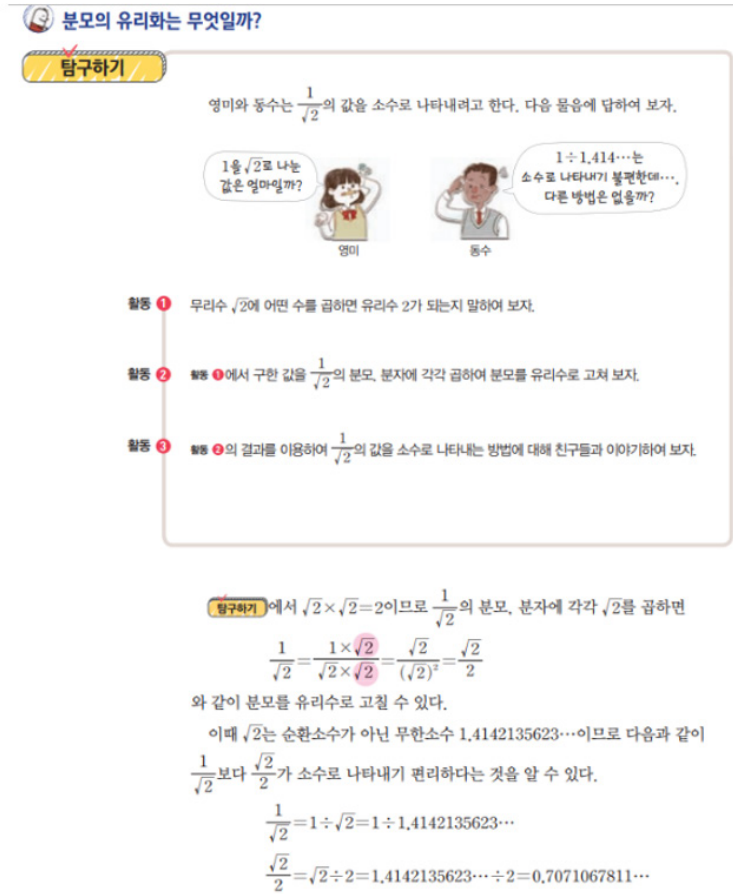 분모의 유리화는 무엇일까?
탐구하기
영미와 동수는 1/√2의 값을 소수로 나타내려고 한다. 다음 물음에 답하여 보자.
1을 √2로 나눈
값은 얼마일까?
1÷1.414…는
소수로 나타내기 불편한데….
다른 방법은 없을까?
영미
동수
활동 1 무리수 √2에 어떤 수를 곱하면 유리수 2가 되는지 말하여 보자.
활동 2 활동 1에서 구한 값을 1/√2의 분모, 분자에 각각 곱하여 분모를 유리수로 고쳐 보자.
활동 3 활동 2의 결과를 이용하여 1/√2의 값을 소수로 나타내는 방법에 대해 친구들과 이야기하여 보자.
탐구하기 에서 √2×√2=2이므로 1/√2의 분모, 분자에 각각 √2를 곱하면
1/√2=(1×√2)/(√2×√2)=√2/(√2)²=√2/2
와 같이 분모를 유리수로 고칠 수 있다.
이때 √2는 순환소수가 아닌 무한소수 1.4142135623…이므로 다음과 같이
1/√2보다 √2/2가 소수로 나타내기 편리하다는 것을 알 수 있다.
1/√2=1÷√2=1÷1.4142135623…
√2/2=√2÷2=1.4142135623…÷2=0.7071067811…